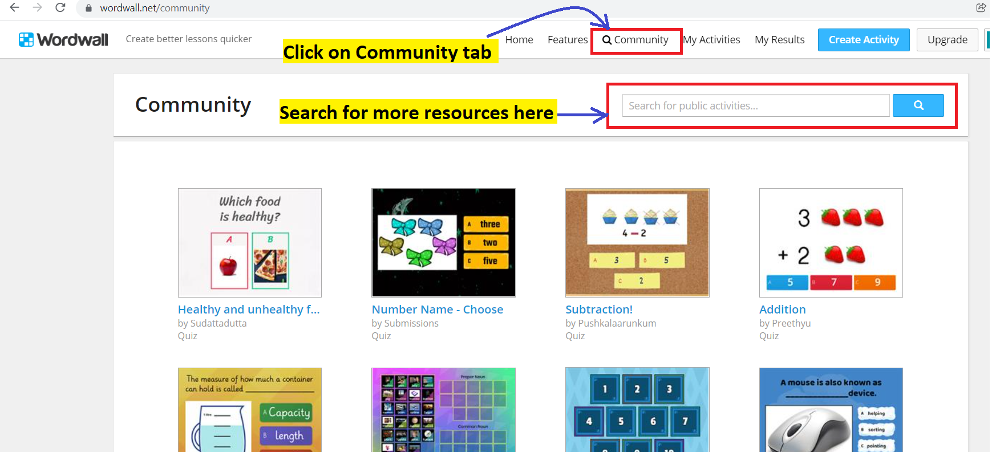 wordwall.net/community
Wordwall
Create better lessons quicker
Home
Features
Community
My Activities
My Results
Create Activity
Upgrade
Click on Community tab
Community
Search for more resources here
Search for public activities...
Which food
is healthy?
A
B
A three
B two
C five
4 — 2
A 3
B 5
C 2
3
+ 2
A 5
B 7
C 9
Healthy and unhealthy f...
by Sudattadutta
Quiz
Number Name - Choose
by Submissions
Quiz
Subtraction!
by Pushkalaarunkum
Quiz
Addition
by Preethyu
Quiz
The measure of how much a container
can hold is called _______________
1 litre
A Capacity
B length
Proper Noun
Common Noun
1 2 3
4 5 6 7
A mouse is also known as
_______________device.
A helping
B sorting
C pointing